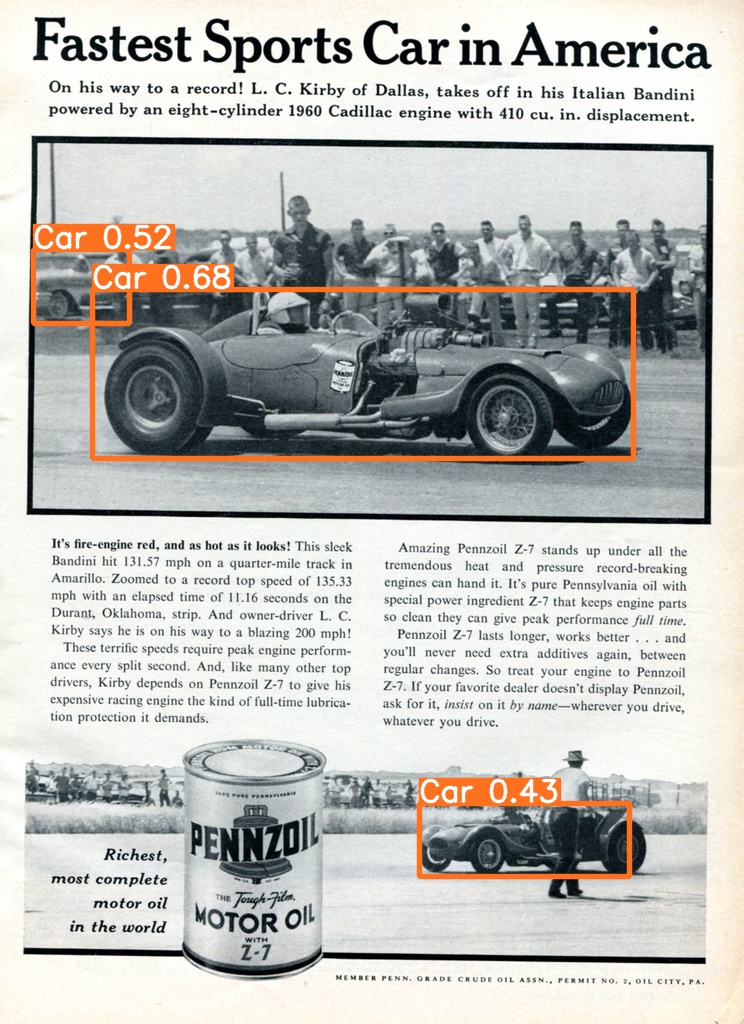 Fastest Sports Car in America
On his way to a record! L. C. Kirby of Dallas, takes off in his Italian Bandini
powered by an eight-cylinder 1960 Cadillac engine with 410 cu. in. displacement.
Car 0.52
Car 0.68
PENNZOIL
It's fire-engine red, and as hot as it looks! This sleek
Bandini hit 131.57 mph on a quarter-mile track in
Amarillo. Zoomed to a record top speed of 135.33
mph with an elapsed time of 11.16 seconds on the
Durant, Oklahoma, strip. And owner-driver L. C.
Kirby says he is on his way to a blazing 200 mph!
These terrific speeds require peak engine perform-
ance every split second. And, like many other top
drivers, Kirby depends on Pennzoil Z-7 to give his
expensive racing engine the kind of full-time lubrica-
tion protection it demands.
Amazing Pennzoil Z-7 stands up under all the
tremendous heat and pressure record-breaking
engines can hand it. It's pure Pennsylvania oil with
special power ingredient Z-7 that keeps engine parts
so clean they can give peak performance full time.
Pennzoil Z-7 lasts longer, works better . . . and
you'll never need extra additives again, between
regular changes. So treat your engine to Pennzoil
Z-7. If your favorite dealer doesn't display Pennzoil,
ask for it, insist on it by name—wherever you drive,
whatever you drive.
Car 0.43
Richest,
most complete
motor oil
in the world
100% PURE PENNSYLVANIA
PENNZOIL
THE Tough-Film
MOTOR OIL
WITH
Z-7
MEMBER PENN. GRADE CRUDE OIL ASSN., PERMIT NO. 2, OIL CITY, PA.